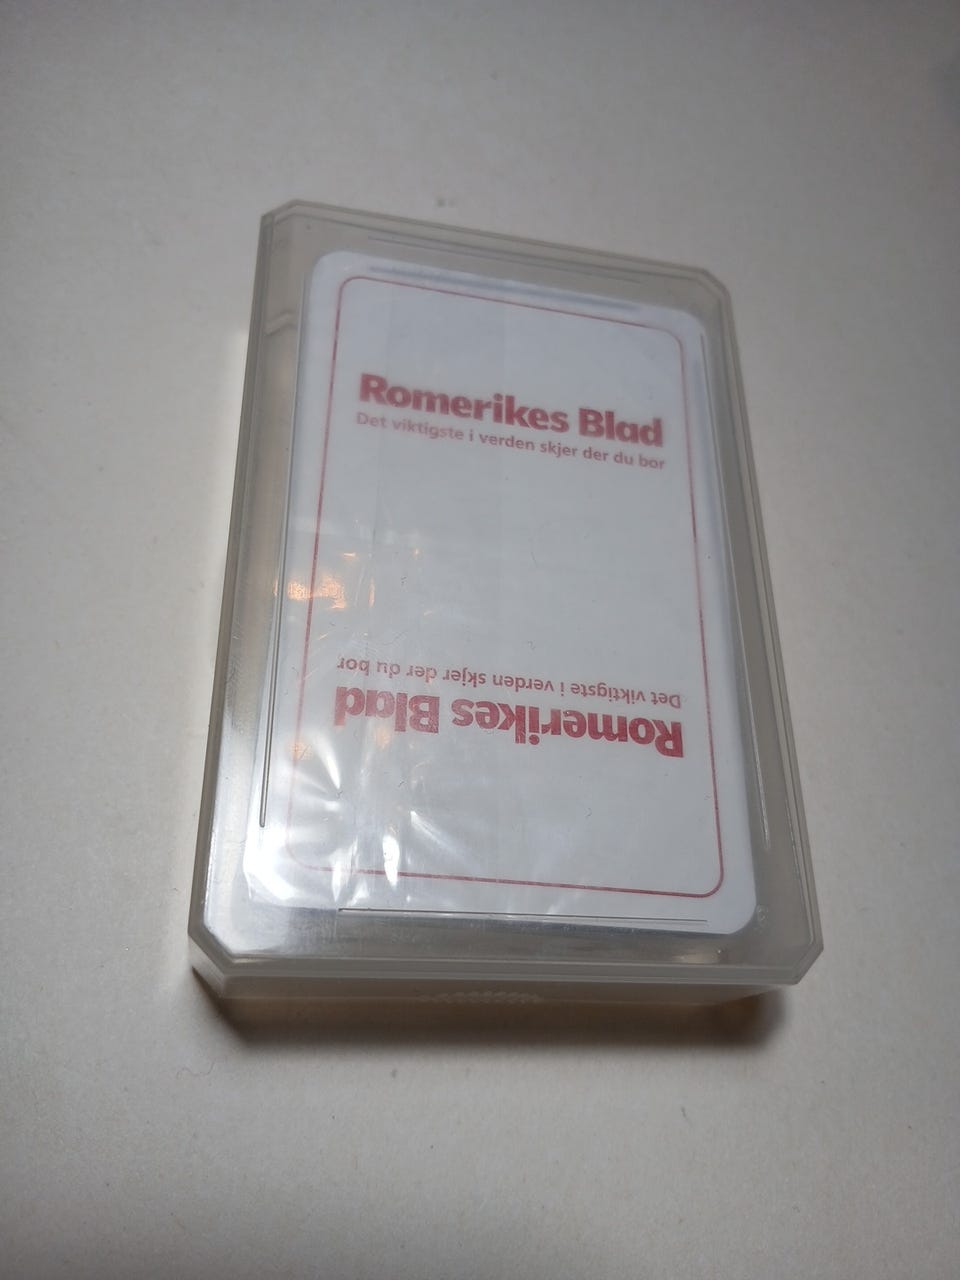 Romerikes Blad
Det viktigste i verden skjer der du bor
Det viktigste i verden skjer der du bor
Romerikes Blad